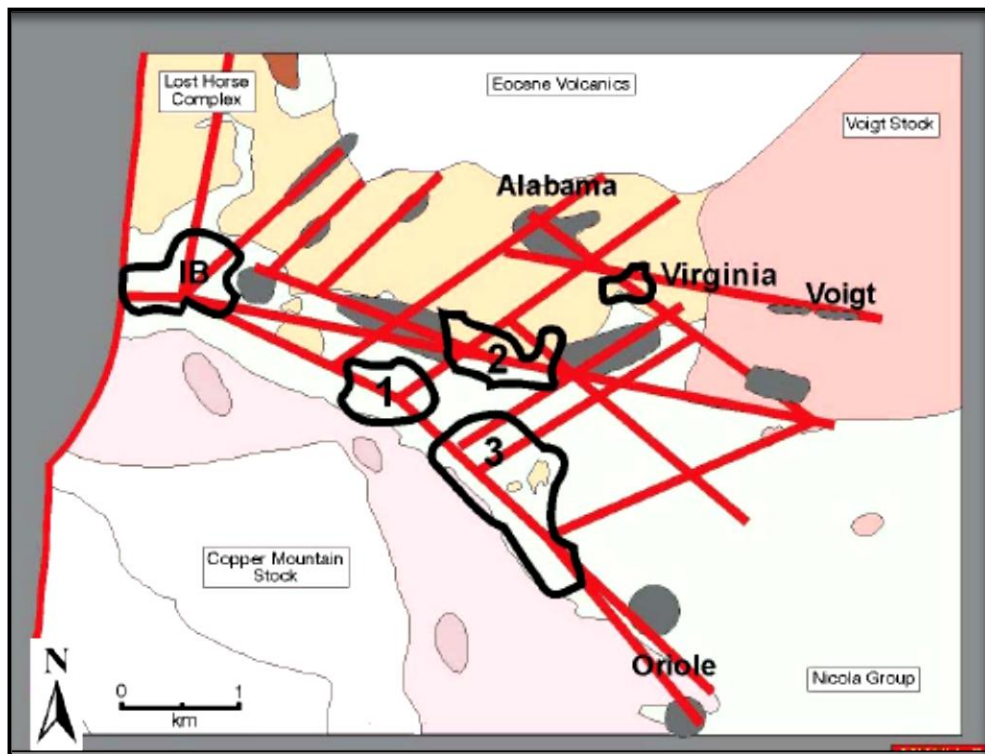 Lost Horse
Complex
Eocene Volcanics
Voigt Stock
Alabama
IB
Virginia
Voigt
2
1
3
Copper Mountain
Stock
N
0 1
km
Oriole
Nicola Group